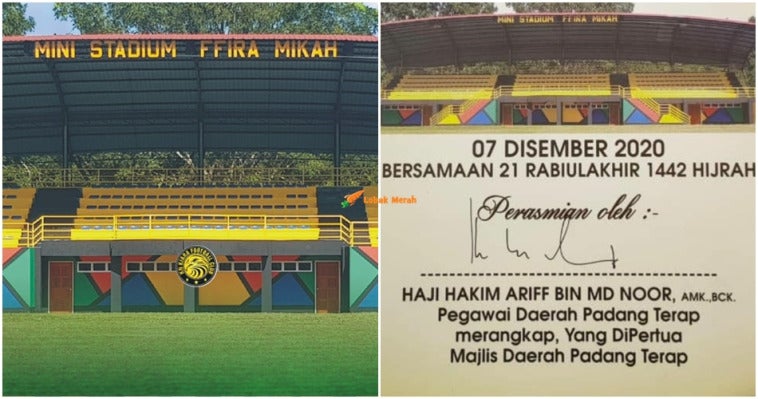 MINI STADIUM FFIRA MIKAH
Lobak Merah
FOOTBALL CLUB
MINI STADIUM FFIRA MIKAH
07 DISEMBER 2020
BERSAMAAN 21 RABIULAKHIR 1442 HIJRAH
Perasmian oleh :-
HAJI HAKIM ARIFF BIN MD NOOR, AMK.,BCK.
Pegawai Daerah Padang Terap
merangkap, Yang DiPertua
Majlis Daerah Padang Terap